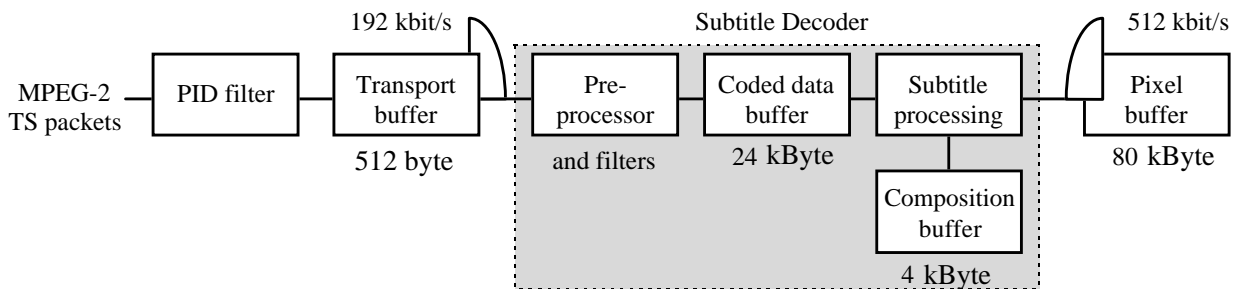 192 kbit/s
Subtitle Decoder
512 kbit/s
MPEG-2
TS packets
PID filter
Transport
buffer
512 byte
Pre-
processor
and filters
Coded data
buffer
24 kByte
Subtitle
processing
Pixel
buffer
80 kByte
Composition
buffer
4 kByte